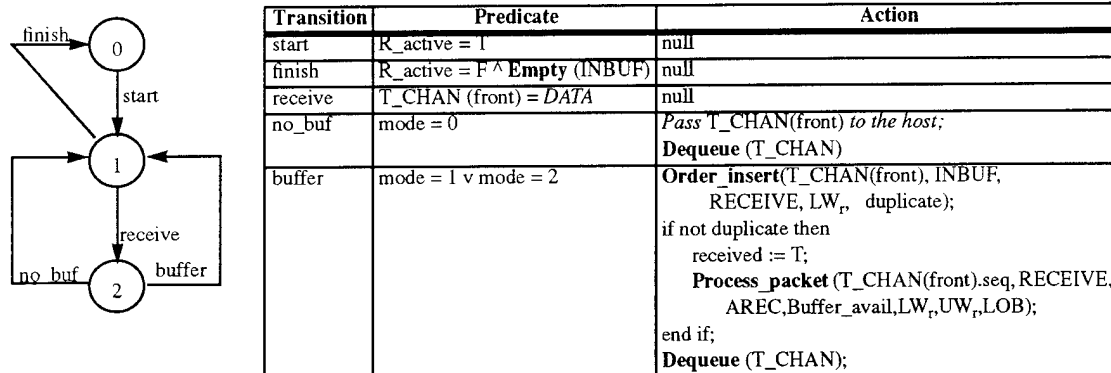 finish
0
start
1
receive
no_buf
buffer
2
Transition Predicate Action
start R_active = T null
finish R_active = F ^ Empty (INBUF) null
receive T_CHAN (front) = DATA null
no_buf mode = 0 Pass T_CHAN(front) to the host;
Dequeue (T_CHAN)
buffer mode = 1 v mode = 2 Order_insert(T_CHAN(front), INBUF,
RECEIVE, LWr, duplicate);
if not duplicate then
received := T;
Process_packet (T_CHAN(front).seq, RECEIVE,
AREC,Buffer_avail,LWr,UWr,LOB);
end if;
Dequeue (T_CHAN);